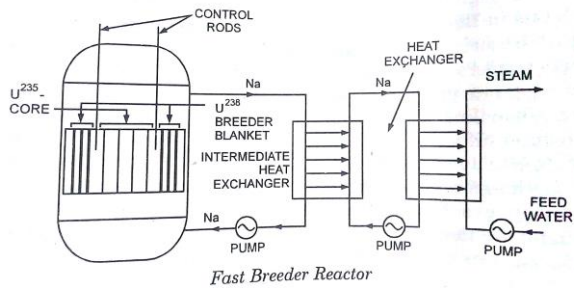 CONTROL
RODS
HEAT
EXCHANGER
Na
Na
STEAM
U235-
CORE
U238
BREEDER
BLANKET
INTERMEDIATE
HEAT
EXCHANGER
Na
PUMP
PUMP
FEED
WATER
PUMP
Fast Breeder Reactor